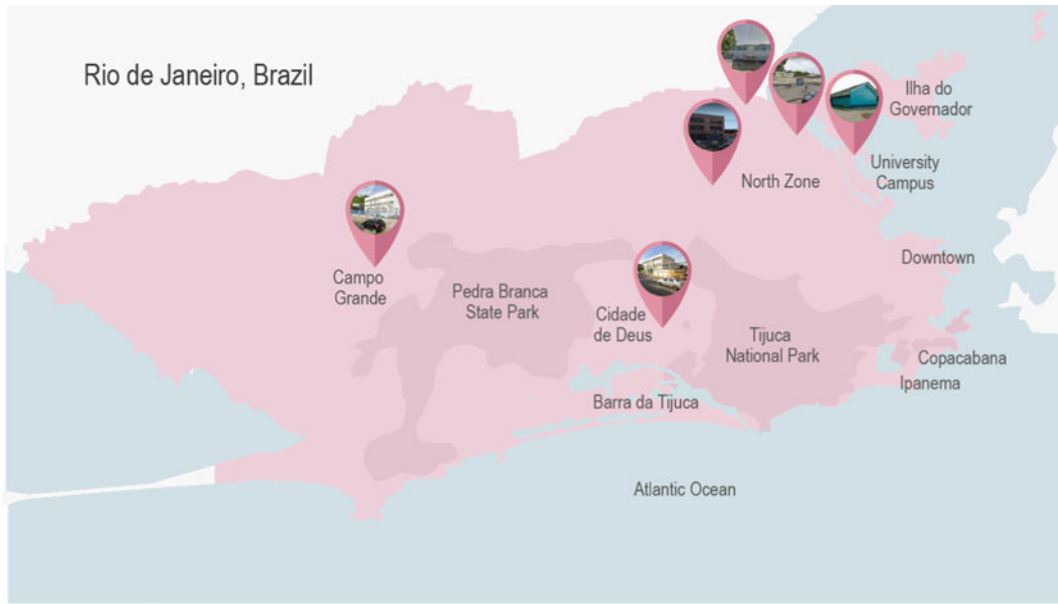 Rio de Janeiro, Brazil
Ilha do
Governador
University
Campus
North Zone
Downtown
Campo
Grande
Pedra Branca
State Park
Cidade
de Deus
Tijuca
National Park
Copacabana
Ipanema
Barra da Tijuca
Atlantic Ocean